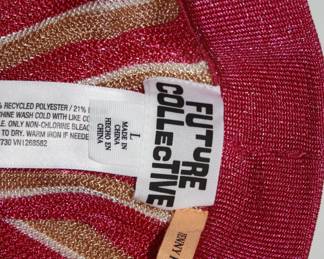 % RECYCLED POLYESTER / 21%
CHINE WASH COLD WITH LIKE CO
E. ONLY NON-CHLORINE BLEAC
TO DRY. WARM IRON IF NEEDE
730 VN1268582
L
MADE IN
CHINA
HECHO EN
CHINA
FUTURE
COLLECTIVE